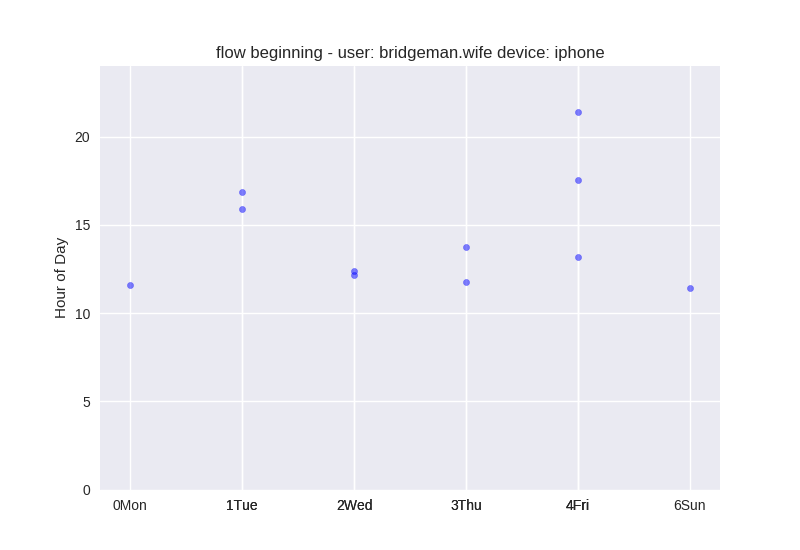 flow beginning - user: bridgeman.wife device: iphone
Hour of Day
20
15
10
5
0
0Mon 1Tue 2Wed 3Thu 4Fri 6Sun